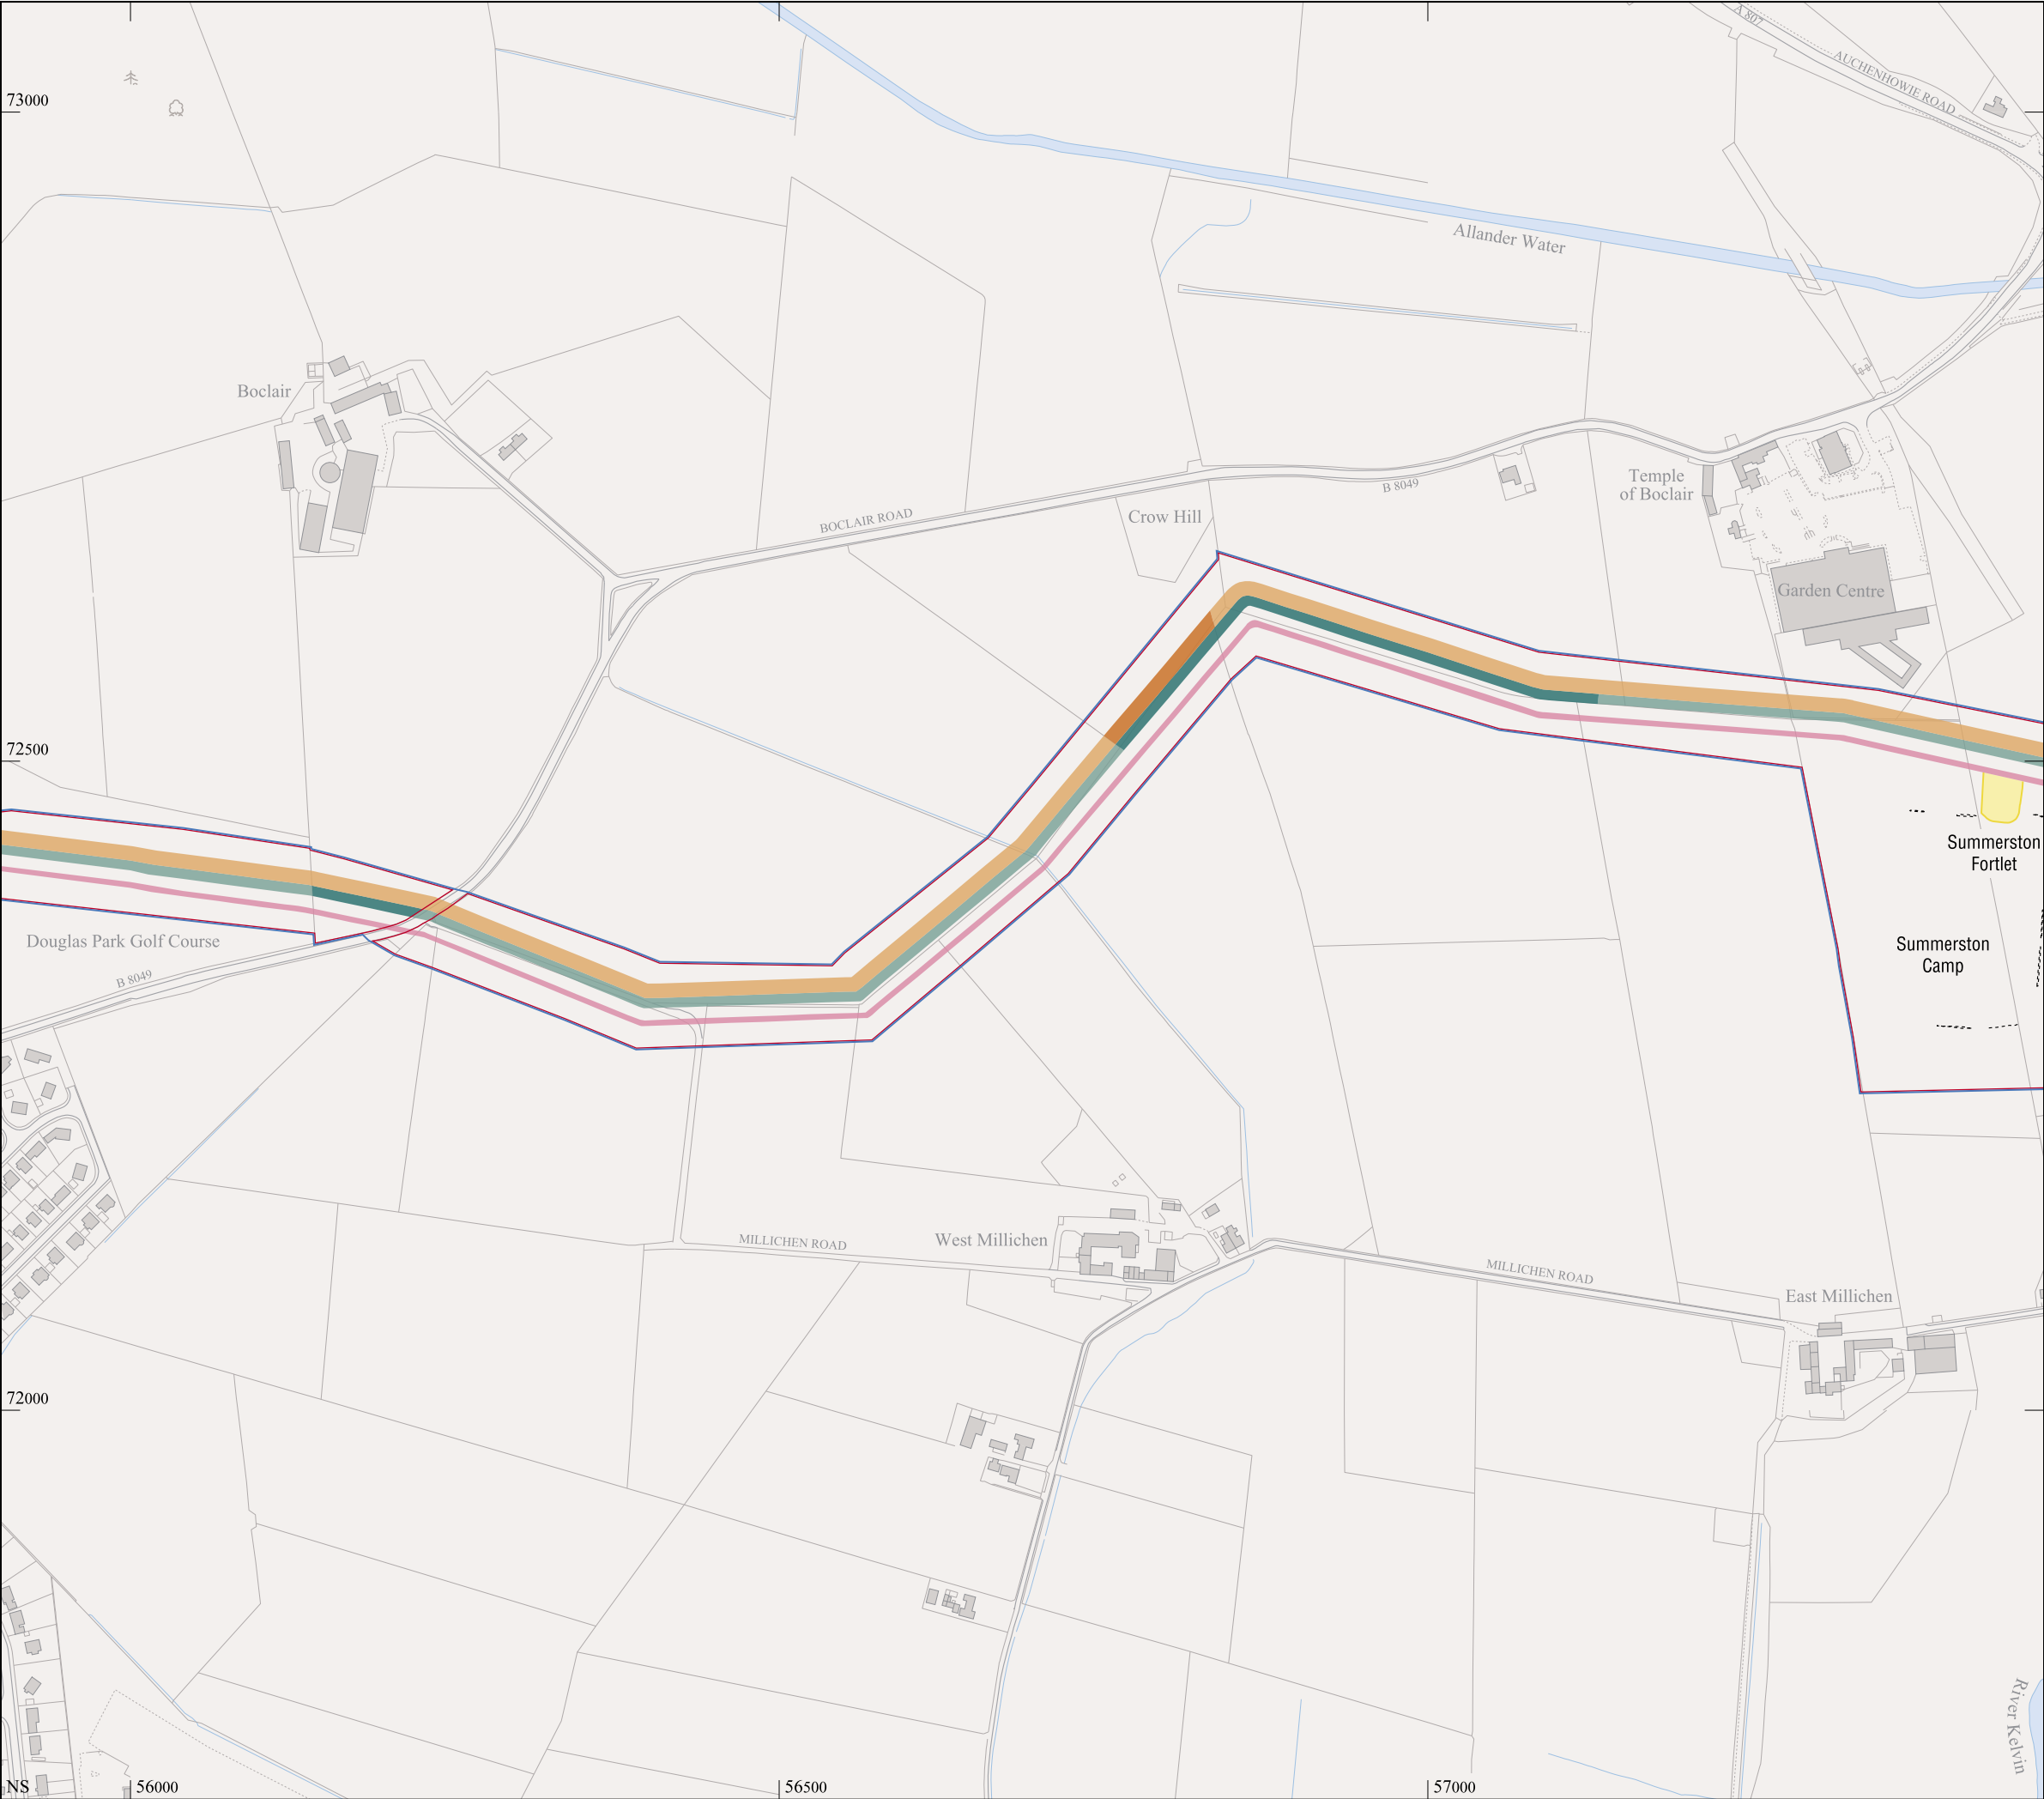 A 807
AUCHENHOWIE ROAD
73000
Allander Water
Boclair
Temple
of Boclair
B 8049
BOCLAIR ROAD
Crow Hill
Garden Centre
72500
Summerston
Fortlet
Douglas Park Golf Course
Summerston
Camp
B 8049
West Millichen
MILLICHEN ROAD
MILLICHEN ROAD
East Millichen
72000
River Kelvin
NS
56000
56500
57000